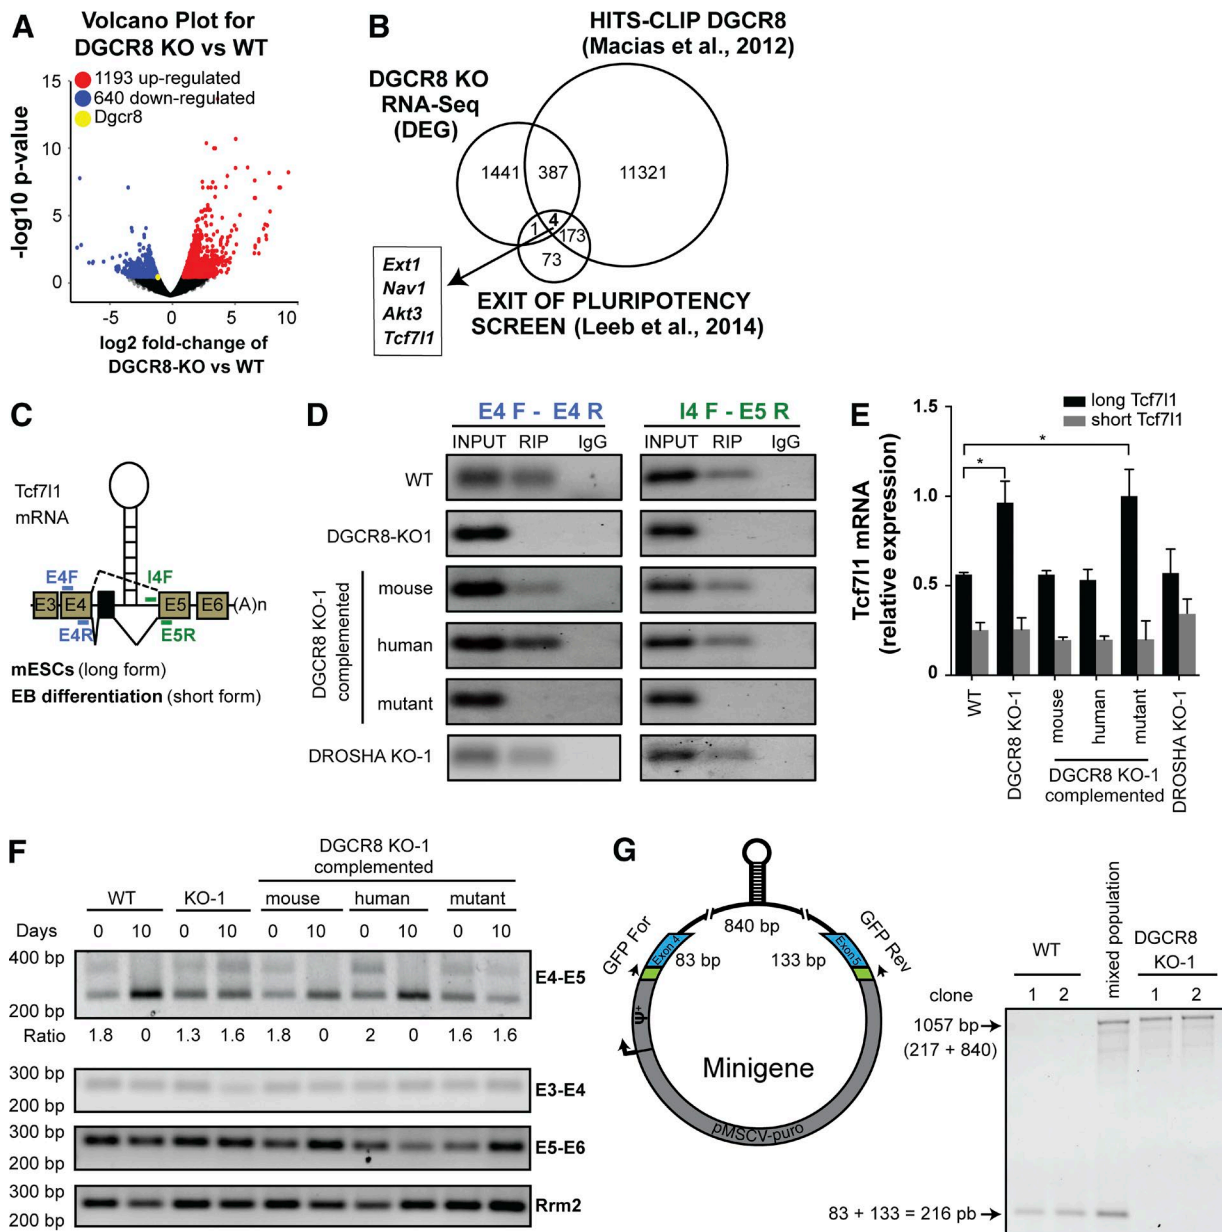 A
Volcano Plot for
DGCR8 KO vs WT
1193 up-regulated
640 down-regulated
Dgcr8
-log10 p-value
15
10
5
0
-5
0
5
10
log2 fold-change of
DGCR8-KO vs WT
B
HITS-CLIP DGCR8
(Macias et al., 2012)
DGCR8 KO
RNA-Seq
(DEG)
1441
387
11321
4
1
173
73
Ext1
Nav1
Akt3
Tcf7l1
EXIT OF PLURIPOTENCY
SCREEN (Leeb et al., 2014)
C
Tcf7l1
mRNA
E4F
I4F
E3
E4
E5
E6
(A)n
E4R
E5R
mESCs (long form)
EB differentiation (short form)
D
E4 F - E4 R
I4 F - E5 R
INPUT RIP IgG
INPUT RIP IgG
WT
DGCR8-KO1
DGCR8 KO-1
complemented
mouse
human
mutant
DROSHA KO-1
E
long Tcf7l1
short Tcf7l1
Tcf7l1 mRNA
(relative expression)
1.5
1.0
0.5
0
*
*
WT
DGCR8 KO-1
mouse
human
mutant
DROSHA KO-1
DGCR8 KO-1
complemented
F
DGCR8 KO-1
complemented
WT
KO-1
mouse
human
mutant
Days 0 10 0 10 0 10 0 10 0 10
400 bp
200 bp
E4-E5
Ratio 1.8 0 1.3 1.6 1.8 0 2 0 1.6 1.6
300 bp
200 bp
E3-E4
300 bp
200 bp
E5-E6
300 bp
200 bp
Rrm2
G
GFP For
Exon 4
83 bp
840 bp
133 bp
Exon 5
GFP Rev
Ψ+
Minigene
pMSCV-puro
WT
mixed population
DGCR8
KO-1
clone 1 2 1 2
1057 bp
(217 + 840)
83 + 133 = 216 pb